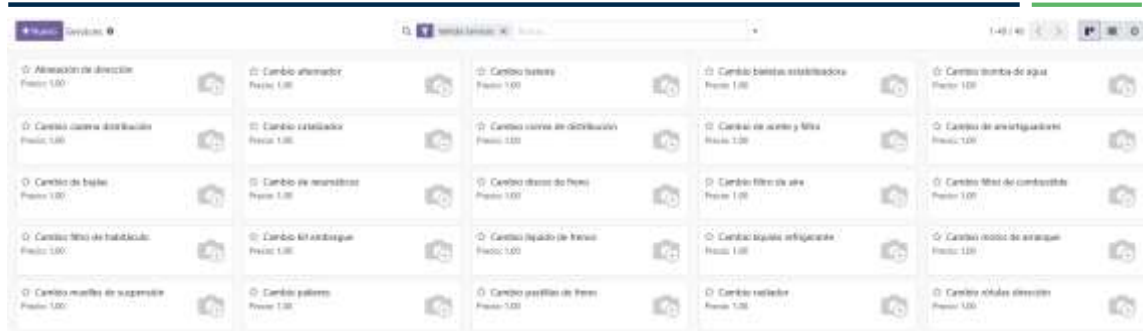 Nuevo Services
1-40 / 40
Alineación de dirección
Precio: 1,00
Cambio alternador
Precio: 1,00
Cambio batería
Precio: 1,00
Cambio bieletas estabilizadora
Precio: 1,00
Cambio bomba de agua
Precio: 1,00
Cambio cadena distribución
Precio: 1,00
Cambio catalizador
Precio: 1,00
Cambio correa de distribución
Precio: 1,00
Cambio de aceite y filtro
Precio: 1,00
Cambio de amortiguadores
Precio: 1,00
Cambio de bujías
Precio: 1,00
Cambio de neumáticos
Precio: 1,00
Cambio discos de freno
Precio: 1,00
Cambio filtro de aire
Precio: 1,00
Cambio filtro de combustible
Precio: 1,00
Cambio filtro de habitáculo
Precio: 1,00
Cambio kit embrague
Precio: 1,00
Cambio líquido de frenos
Precio: 1,00
Cambio líquido refrigerante
Precio: 1,00
Cambio motor de arranque
Precio: 1,00
Cambio muelles de suspensión
Precio: 1,00
Cambio palieres
Precio: 1,00
Cambio pastillas de freno
Precio: 1,00
Cambio radiador
Precio: 1,00
Cambio rótulas dirección
Precio: 1,00